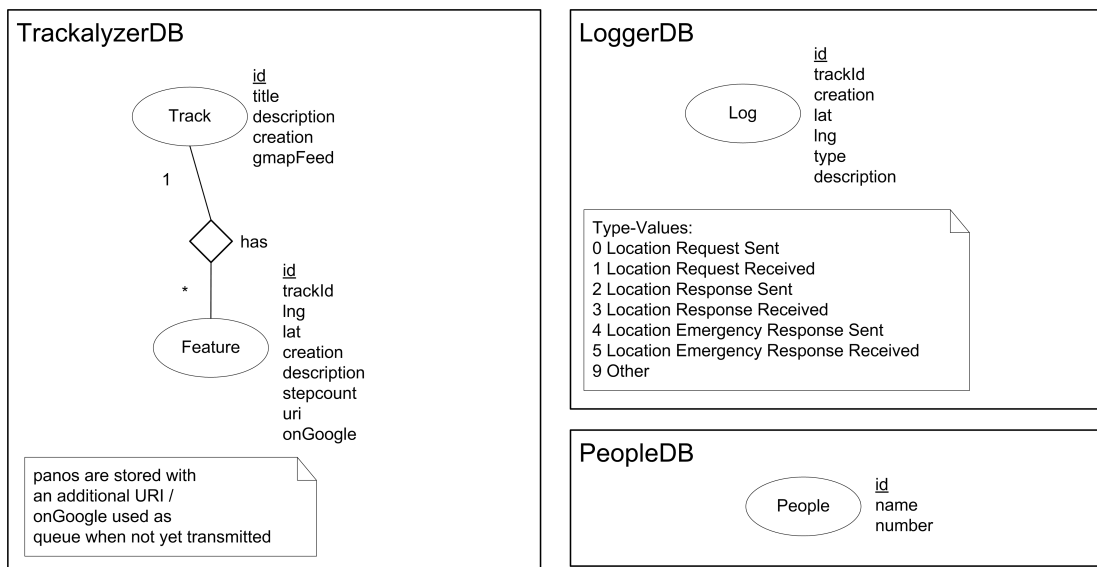 TrackalyzerDB
Track
id
title
description
creation
gmapFeed
1
has
*
Feature
id
trackId
lng
lat
creation
description
stepcount
uri
onGoogle
panos are stored with
an additional URI /
onGoogle used as
queue when not yet transmitted
LoggerDB
Log
id
trackId
creation
lat
lng
type
description
Type-Values:
0 Location Request Sent
1 Location Request Received
2 Location Response Sent
3 Location Response Received
4 Location Emergency Response Sent
5 Location Emergency Response Received
9 Other
PeopleDB
People
id
name
number